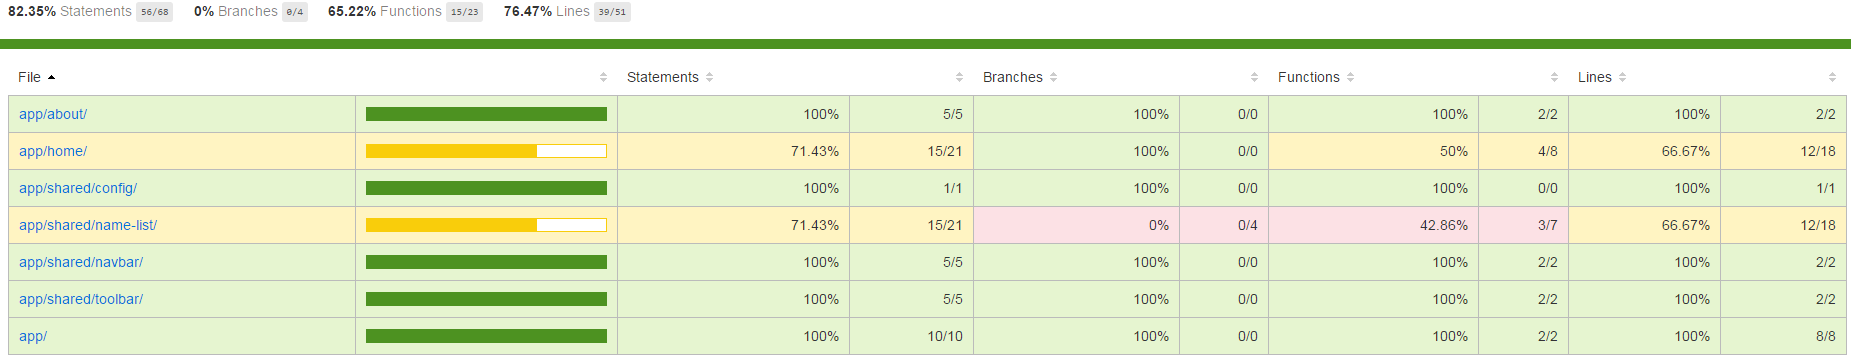 82.35% Statements 56/68 0% Branches 0/4 65.22% Functions 15/23 76.47% Lines 39/51
File Statements Branches Functions Lines
app/about/ 100% 5/5 100% 0/0 100% 2/2 100% 2/2
app/home/ 71.43% 15/21 100% 0/0 50% 4/8 66.67% 12/18
app/shared/config/ 100% 1/1 100% 0/0 100% 0/0 100% 1/1
app/shared/name-list/ 71.43% 15/21 0% 0/4 42.86% 3/7 66.67% 12/18
app/shared/navbar/ 100% 5/5 100% 0/0 100% 2/2 100% 2/2
app/shared/toolbar/ 100% 5/5 100% 0/0 100% 2/2 100% 2/2
app/ 100% 10/10 100% 0/0 100% 2/2 100% 8/8